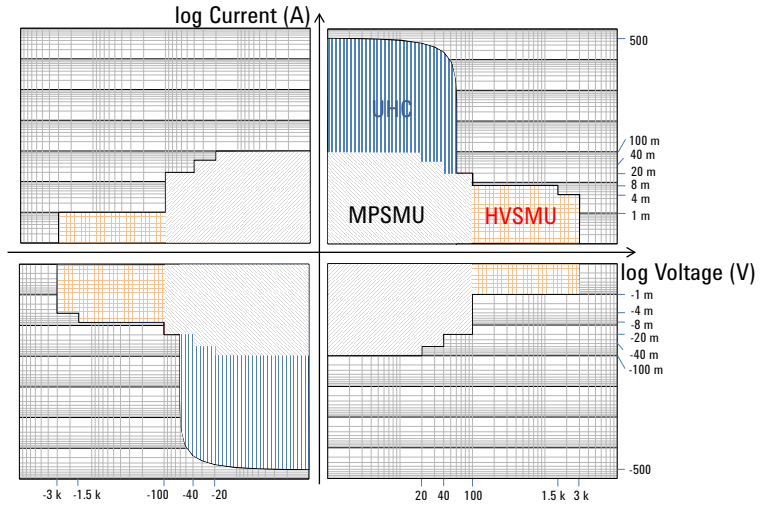 log Current (A)
500
UHC
100 m
40 m
20 m
8 m
4 m
1 m
MPSMU
HVSMU
log Voltage (V)
-1 m
-4 m
-8 m
-20 m
-40 m
-100 m
-500
-3 k -1.5 k -100 -40 -20 20 40 100 1.5 k 3 k